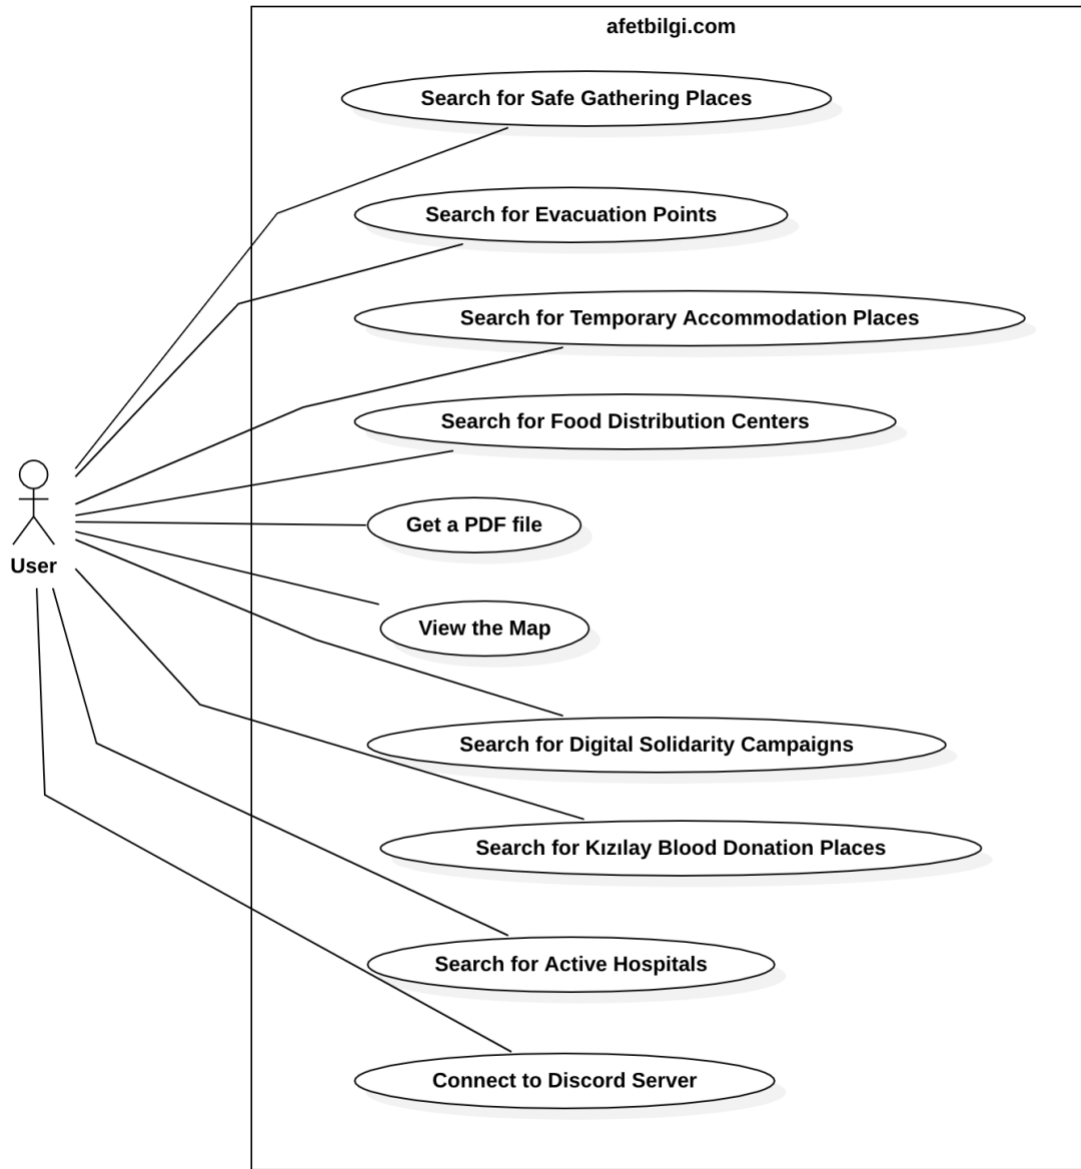 afetbilgi.com
Search for Safe Gathering Places
Search for Evacuation Points
Search for Temporary Accommodation Places
Search for Food Distribution Centers
Get a PDF file
User
View the Map
Search for Digital Solidarity Campaigns
Search for Kızılay Blood Donation Places
Search for Active Hospitals
Connect to Discord Server